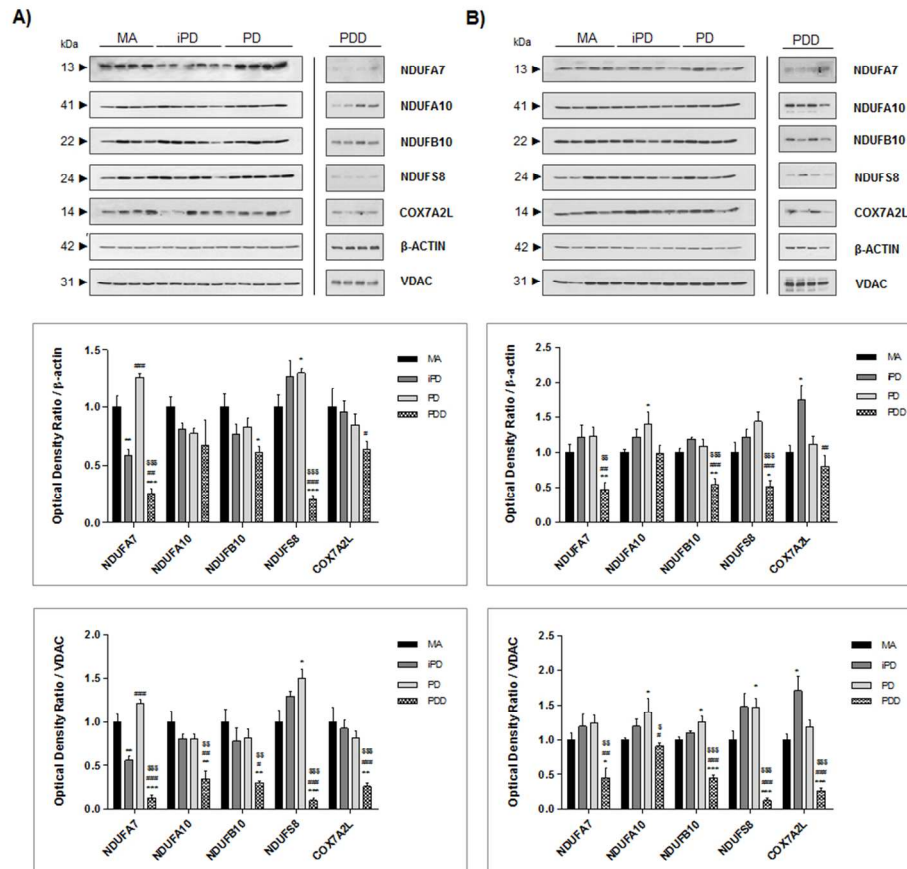 A)
MA iPD PD
kDa
PDD
13 NDUFA7
41 NDUFA10
22 NDUFB10
24 NDUFS8
14 COX7A2L
42 β-ACTIN
31 VDAC
B)
MA iPD PD
kDa
PDD
13 NDUFA7
41 NDUFA10
22 NDUFB10
24 NDUFS8
14 COX7A2L
42 β-ACTIN
31 VDAC
Optical Density Ratio / β-actin
1.5
1.0
0.5
0.0
** ### $$$ ## *** * * $$$ ### *** #
NDUFA7 NDUFA10 NDUFB10 NDUFS8 COX7A2L
MA
iPD
PD
PDD
Optical Density Ratio / β-actin
2.5
2.0
1.5
1.0
0.5
0.0
$$ ## ** * $$$ ### ** $$$ ### * * ##
NDUFA7 NDUFA10 NDUFB10 NDUFS8 COX7A2L
MA
iPD
PD
PDD
Optical Density Ratio / VDAC
2.0
1.5
1.0
0.5
0.0
** ### $$$ ### *** $$ ## ** $$ # ** * $$$ ### *** $$$ ### **
NDUFA7 NDUFA10 NDUFB10 NDUFS8 COX7A2L
MA
iPD
PD
PDD
Optical Density Ratio / VDAC
2.5
2.0
1.5
1.0
0.5
0.0
$$ ## * * $ # * $$$ ### *** * $$$ ### *** * $$$ ### ***
NDUFA7 NDUFA10 NDUFB10 NDUFS8 COX7A2L
MA
iPD
PD
PDD